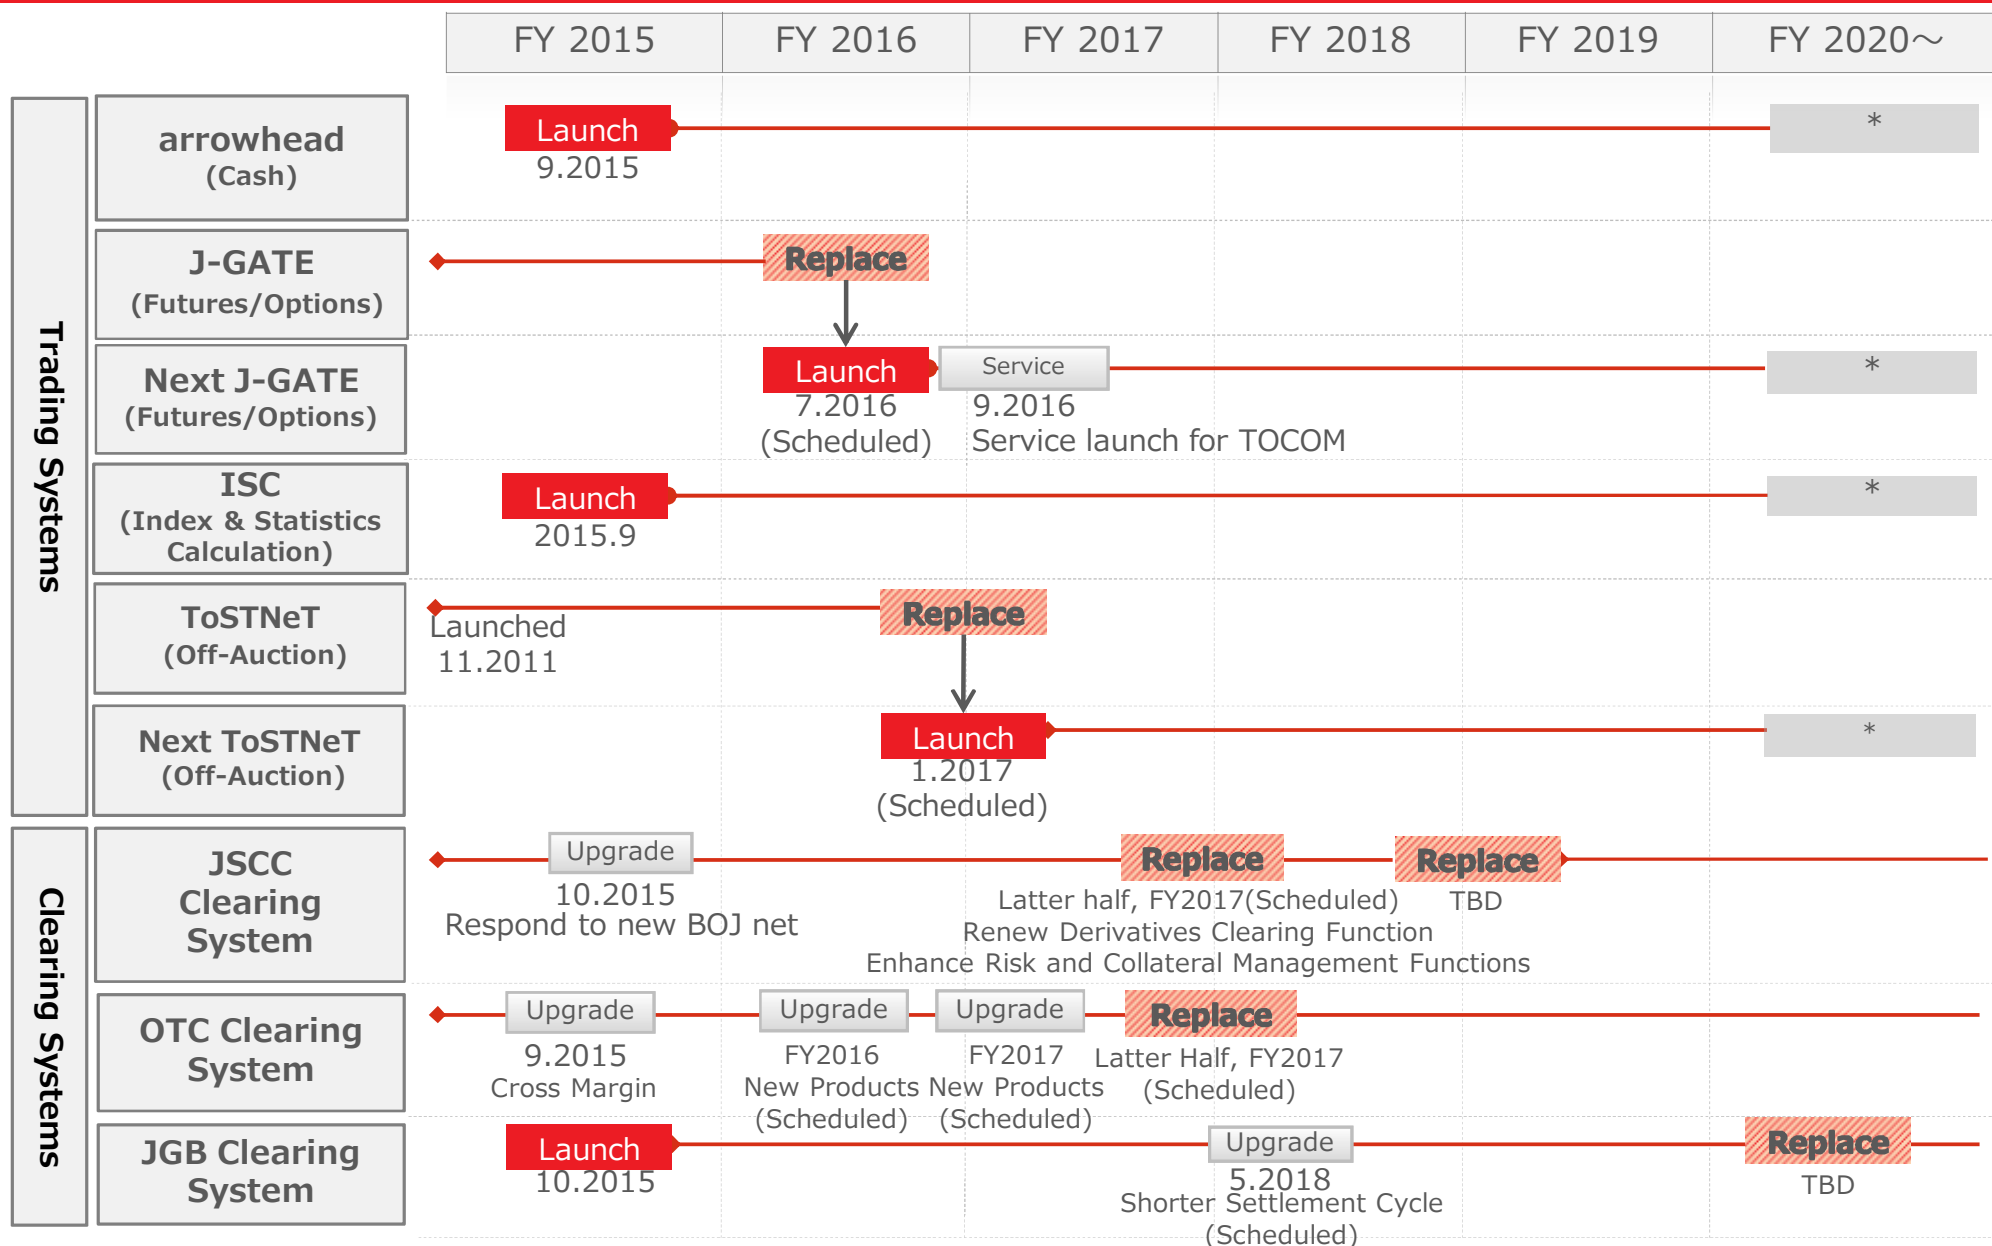 FY 2015
FY 2016
FY 2017
FY 2018
FY 2019
FY 2020～
Trading Systems
arrowhead
(Cash)
Launch
9.2015
*
J-GATE
(Futures/Options)
Replace
Next J-GATE
(Futures/Options)
Launch
7.2016
(Scheduled)
Service
9.2016
Service launch for TOCOM
*
ISC
(Index & Statistics
Calculation)
Launch
2015.9
*
ToSTNeT
(Off-Auction)
Launched
11.2011
Replace
Next ToSTNeT
(Off-Auction)
Launch
1.2017
(Scheduled)
*
Clearing Systems
JSCC
Clearing
System
Upgrade
10.2015
Respond to new BOJ net
Replace
Latter half, FY2017(Scheduled)
Renew Derivatives Clearing Function
Enhance Risk and Collateral Management Functions
Replace
TBD
OTC Clearing
System
Upgrade
9.2015
Cross Margin
Upgrade
FY2016
New Products
(Scheduled)
Upgrade
FY2017
New Products
(Scheduled)
Replace
Latter Half, FY2017
(Scheduled)
JGB Clearing
System
Launch
10.2015
Upgrade
5.2018
Shorter Settlement Cycle
(Scheduled)
Replace
TBD